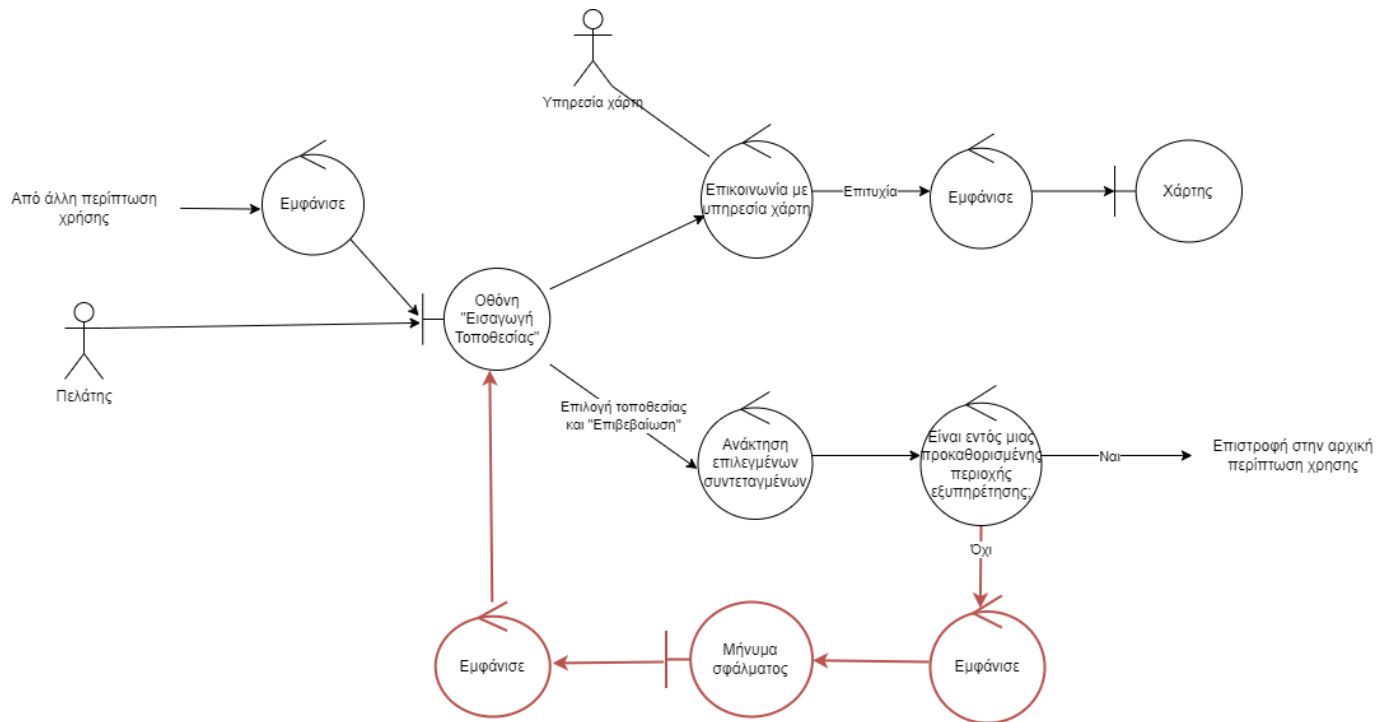 Υπηρεσία χάρτη
Από άλλη περίπτωση
χρήσης
Εμφάνισε
Επικοινωνία με
υπηρεσία χάρτη
Επιτυχία
Εμφάνισε
Χάρτης
Οθόνη
"Εισαγωγή
Τοποθεσίας"
Πελάτης
Επιλογή τοποθεσίας
και "Επιβεβαίωση"
Ανάκτηση
επιλεγμένων
συντεταγμένων
Είναι εντός μιας
προκαθορισμένης
περιοχής
εξυπηρέτησης;
Ναι
Επιστροφή στην αρχική
περίπτωση χρησης
Όχι
Εμφάνισε
Μήνυμα
σφάλματος
Εμφάνισε